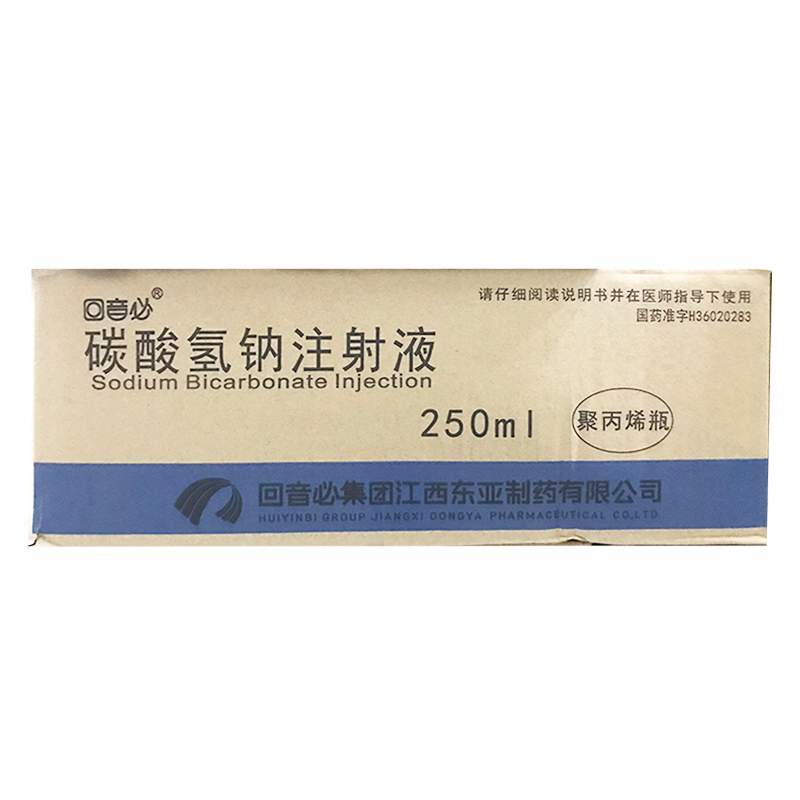 回音必®
请仔细阅读说明书并在医师指导下使用
国药准字H36020283
碳酸氢钠注射液
Sodium Bicarbonate Injection
250ml
聚丙烯瓶
回音必集团江西东亚制药有限公司
HUIYINBI GROUP JIANGXI DONGYA PHARMACEUTICAL CO.,LTD